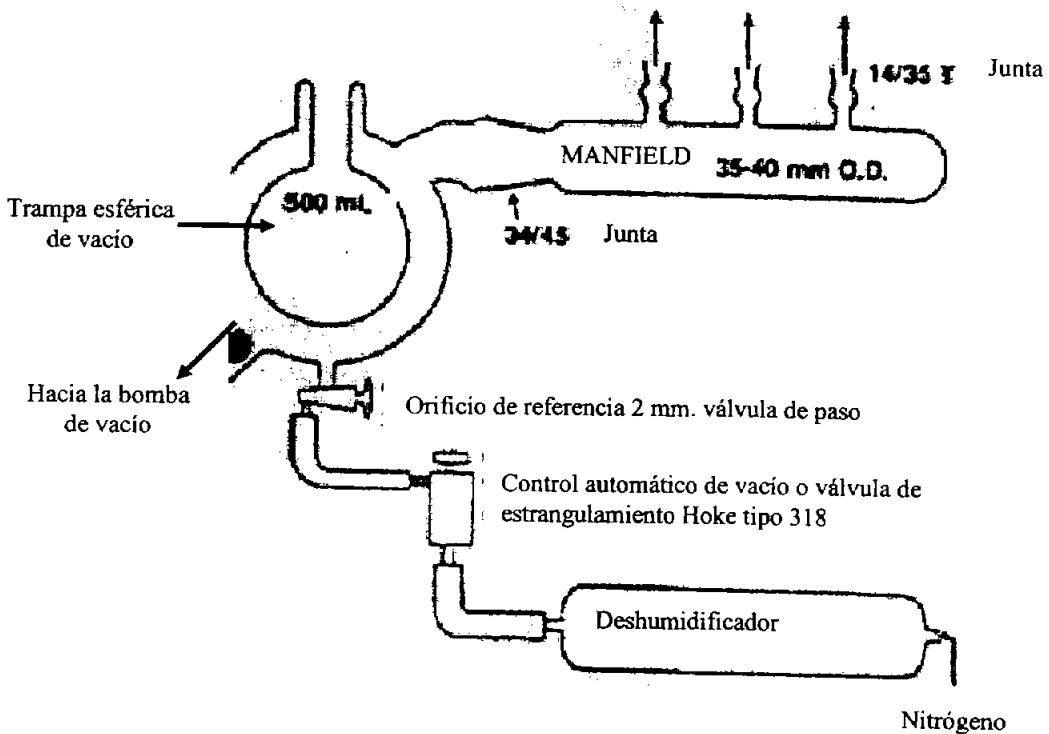 14/35 T Junta
MANFIELD
35-40 mm O.D.
500 mL
Trampa esférica
de vacío
34/45 Junta
Hacia la bomba
de vacío
Orificio de referencia 2 mm. válvula de paso
Control automático de vacío o válvula de
estrangulamiento Hoke tipo 318
Deshumidificador
Nitrógeno